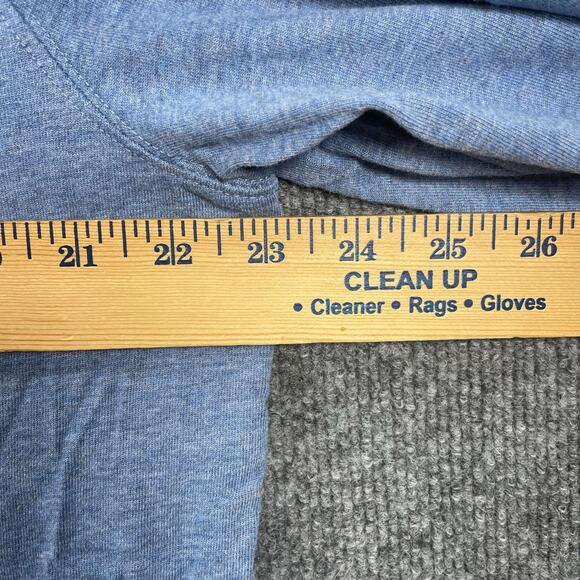 21 22 23 24 25 26
CLEAN UP
• Cleaner • Rags • Gloves